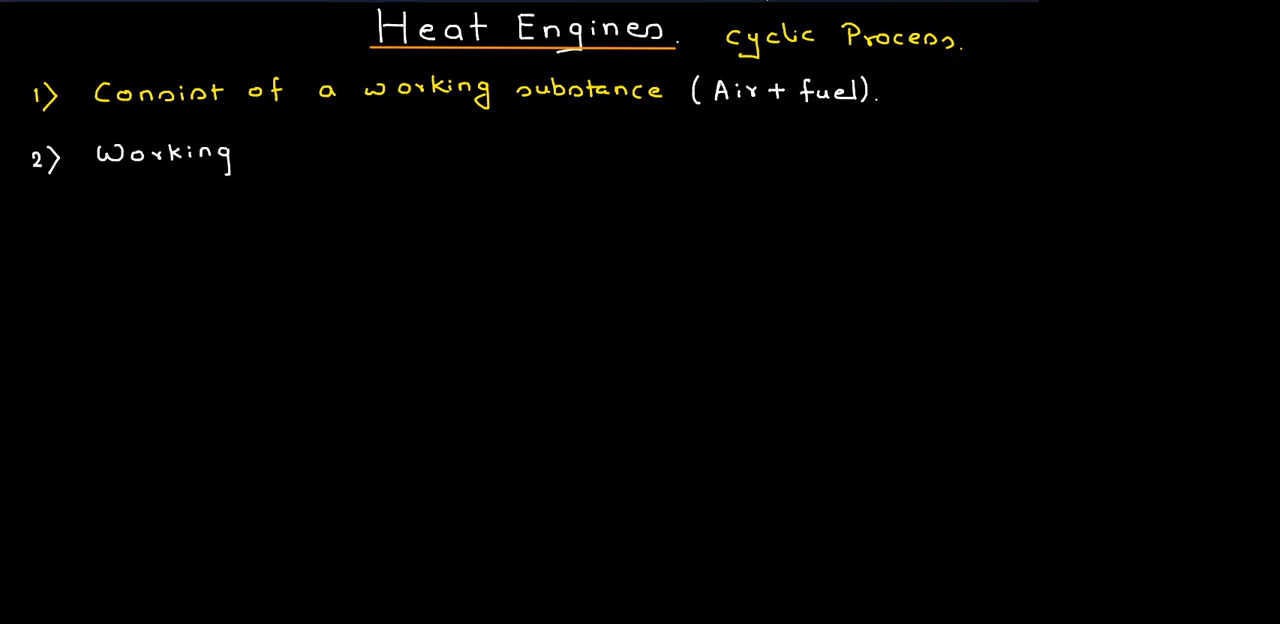 Heat Engines. cyclic Process.
1) Consist of a working substance (Air + fuel).
2) Working